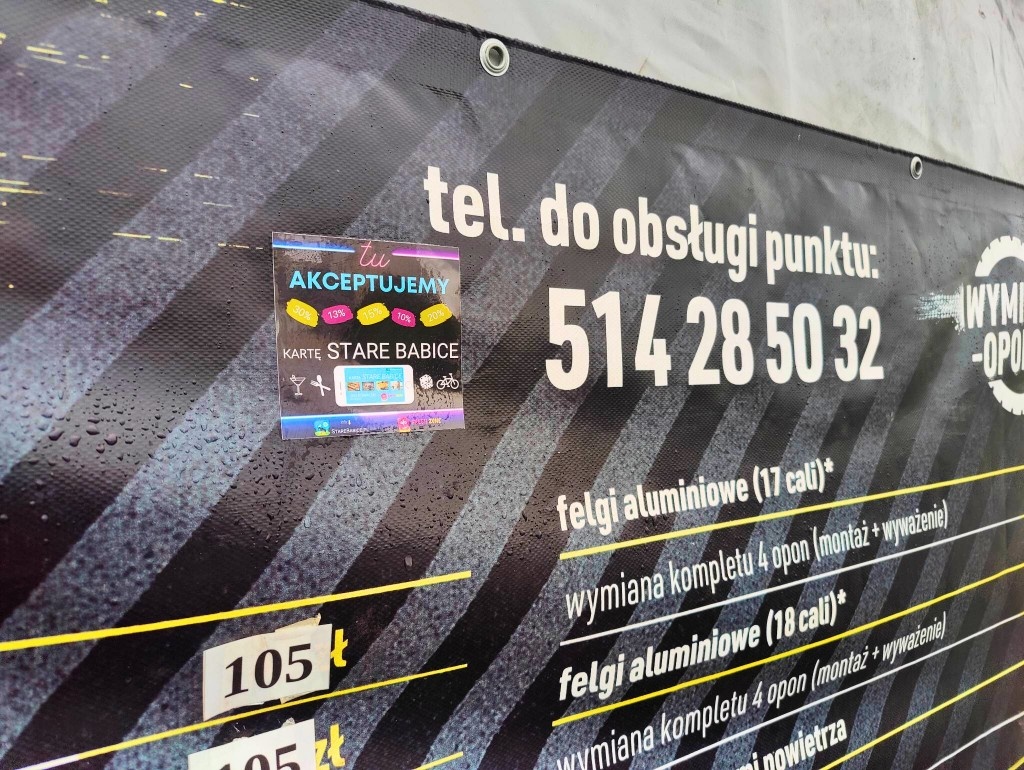 tel. do obsługi punktu:
514 28 50 32
tu
AKCEPTUJEMY
30% 13% 15% 10% 20%
KARTĘ STARE BABICE
WYMI
-OPO
felgi aluminiowe (17 cali)*
wymiana kompletu 4 opon (montaż + wyważenie)
felgi aluminiowe (18 cali)*
wymiana kompletu 4 opon (montaż + wyważenie)
powietrza
105 zł
105 zł